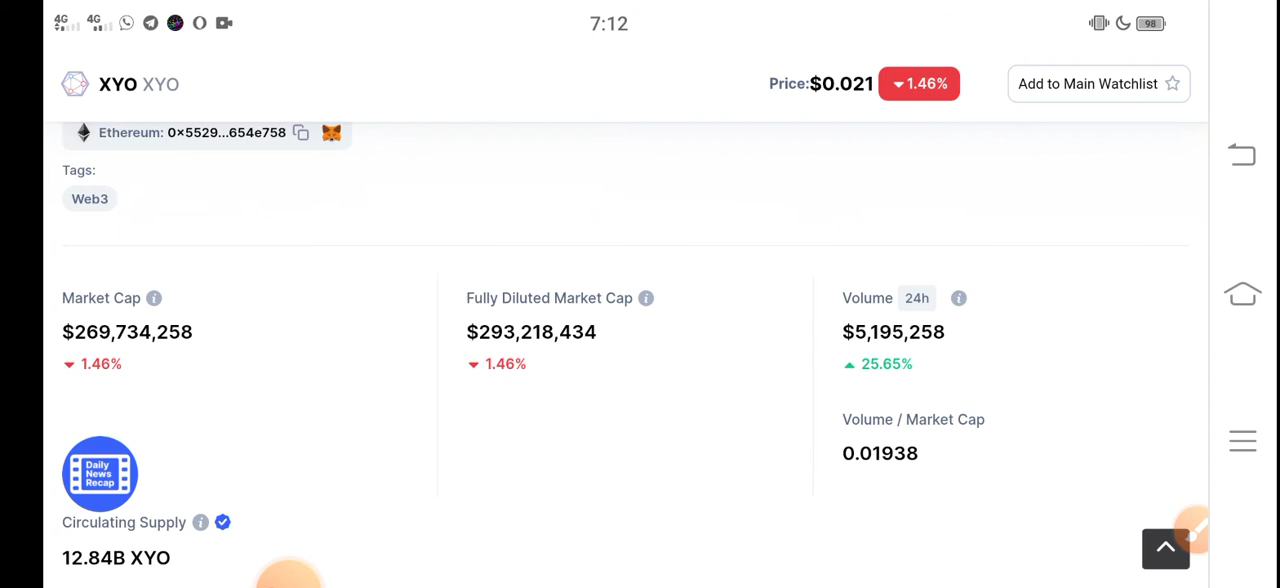 4G 4G 7:12 98
XYO XYO Price:$0.021 1.46% Add to Main Watchlist
Ethereum: 0x5529...654e758
Tags:
Web3
Market Cap Fully Diluted Market Cap Volume 24h
$269,734,258 $293,218,434 $5,195,258
1.46% 1.46% 25.65%
Volume / Market Cap
0.01938
Daily
News
Recap
Circulating Supply
12.84B XYO